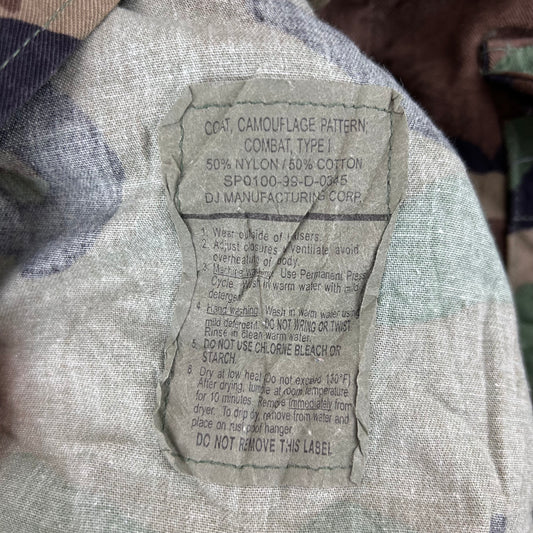 COAT, CAMOUFLAGE PATTERN,
COMBAT, TYPE I
50% NYLON / 50% COTTON
SP0100-99-D-0345
DJ MANUFACTURING CORP.
1. Wear outside of trousers.
2. Adjust closures to ventilate avoid
overheating of body.
3. Machine washing: Use Permanent Press
Cycle. Wash in warm water with mild
detergent.
4. Hand washing: Wash in warm water using
mild detergent. DO NOT WRING OR TWIST
Rinse in clean warm water.
5. DO NOT USE CHLORINE BLEACH OR
STARCH.
6. Dry at low heat (do not exceed 130°F)
After drying, tumble at room temperature
for 10 minutes. Remove immediately from
dryer. To drip dry, remove from water and
place on rustproof hanger.
DO NOT REMOVE THIS LABEL